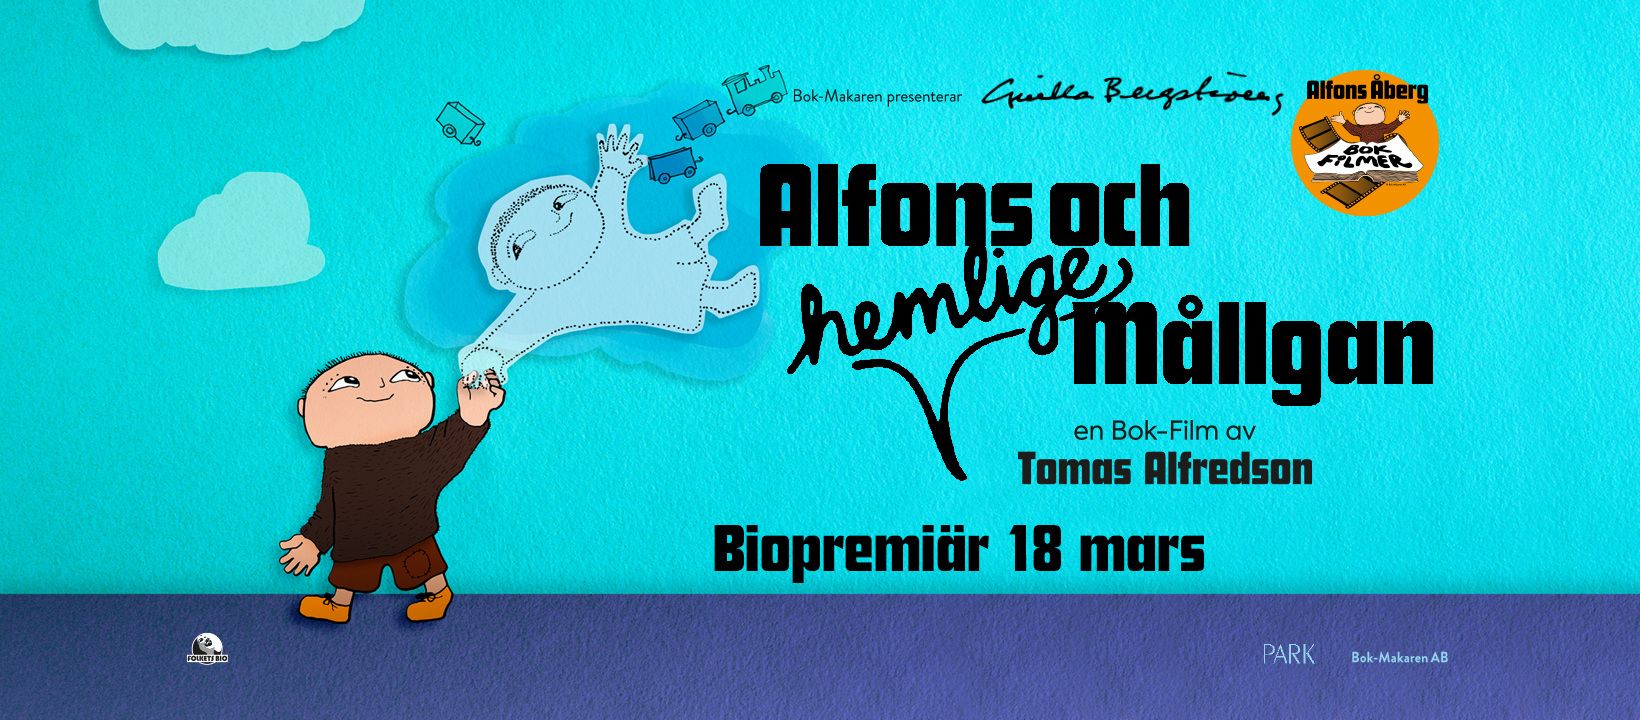 Bok-Makaren presenterar
Gunilla Bergström
Alfons Åberg
BOK
FILMER
Alfons och
hemlige
Mållgan
en Bok-Film av
Tomas Alfredson
Biopremiär 18 mars
FOLKETS BIO
PARK
Bok-Makaren AB